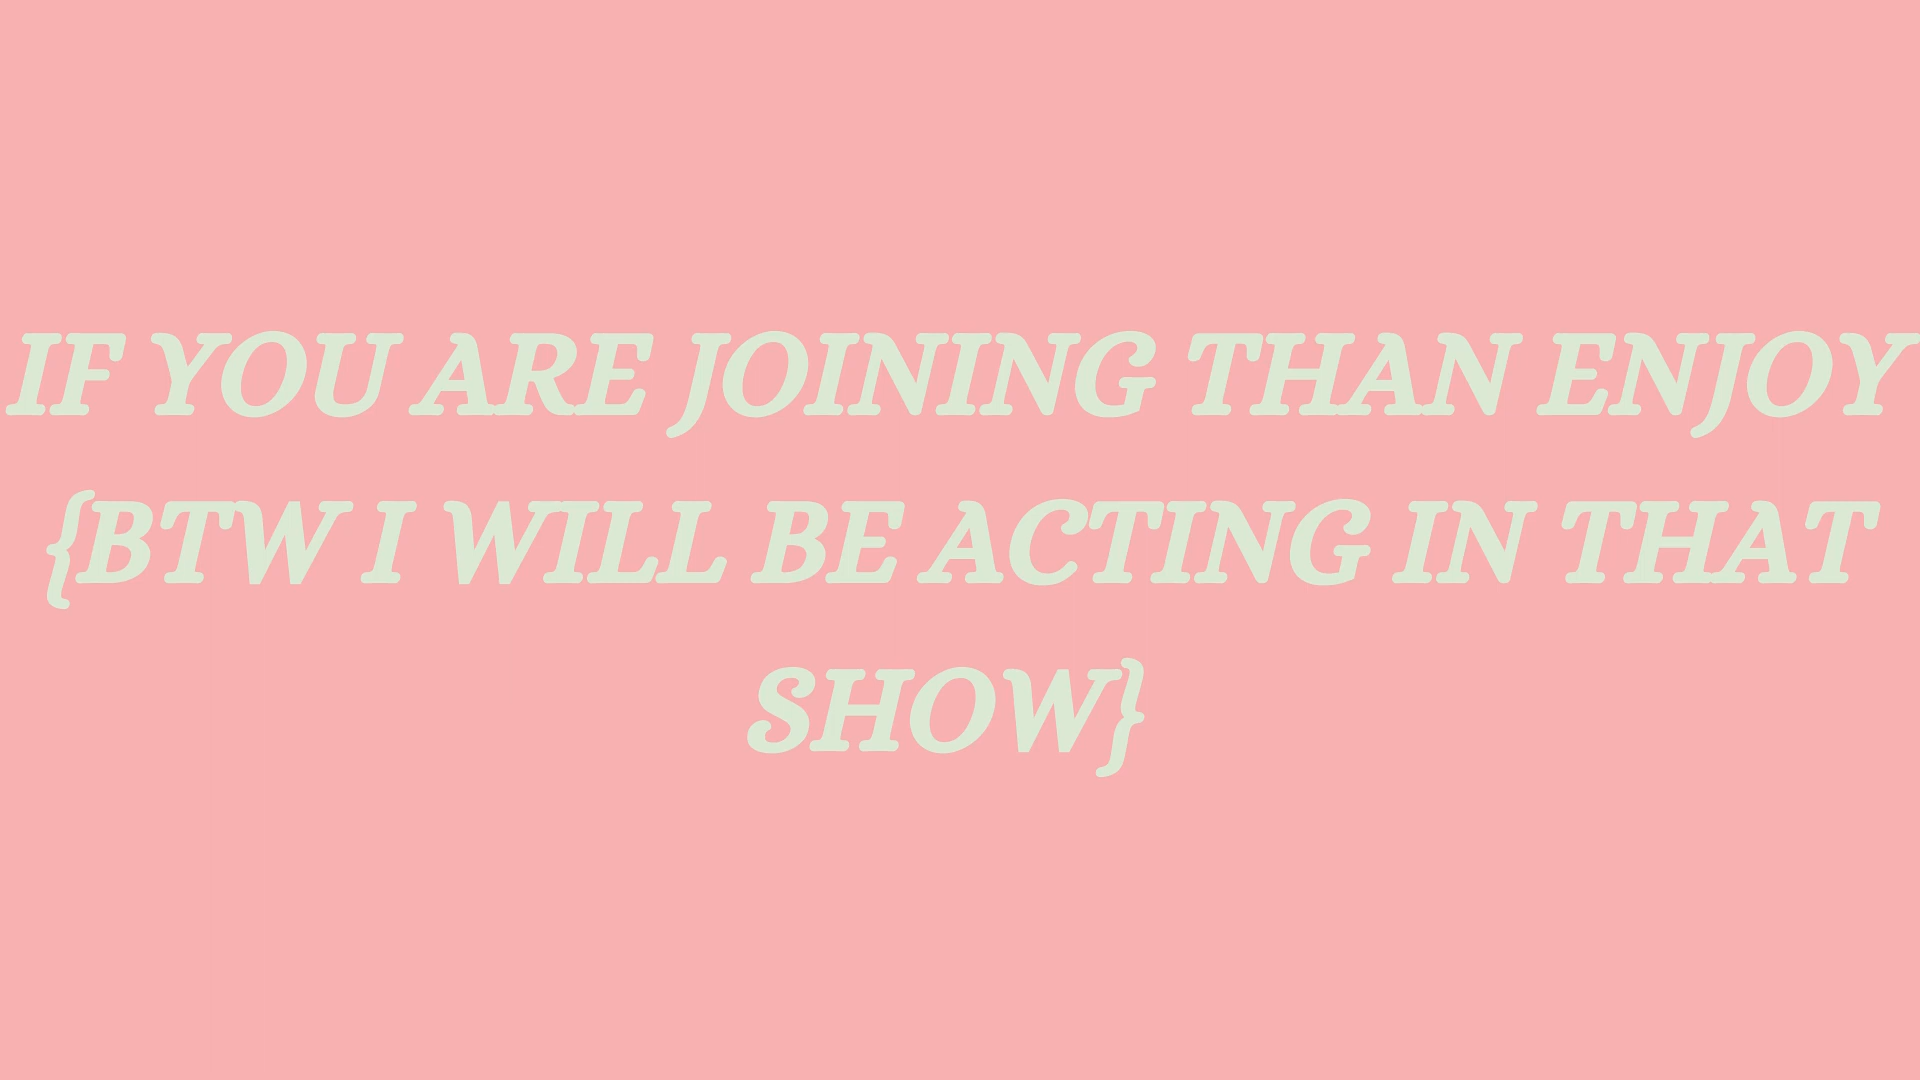 IF YOU ARE JOINING THAN ENJOY
{BTW I WILL BE ACTING IN THAT
SHOW}